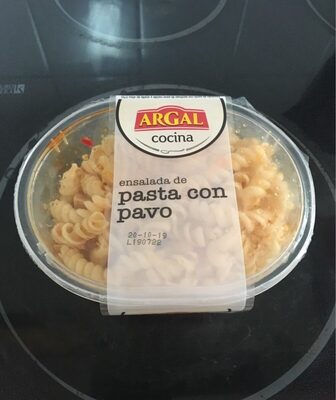 ARGAL
cocina
ensalada de
pasta con
pavo
20-10-19
L190722